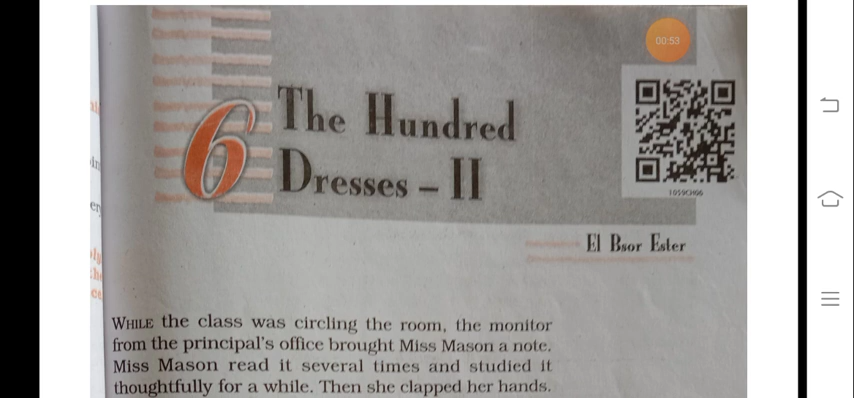 00:53
6
The Hundred
Dresses – II
1059CH06
El Bsor Ester
WHILE the class was circling the room, the monitor
from the principal's office brought Miss Mason a note.
Miss Mason read it several times and studied it
thoughtfully for a while. Then she clapped her hands.